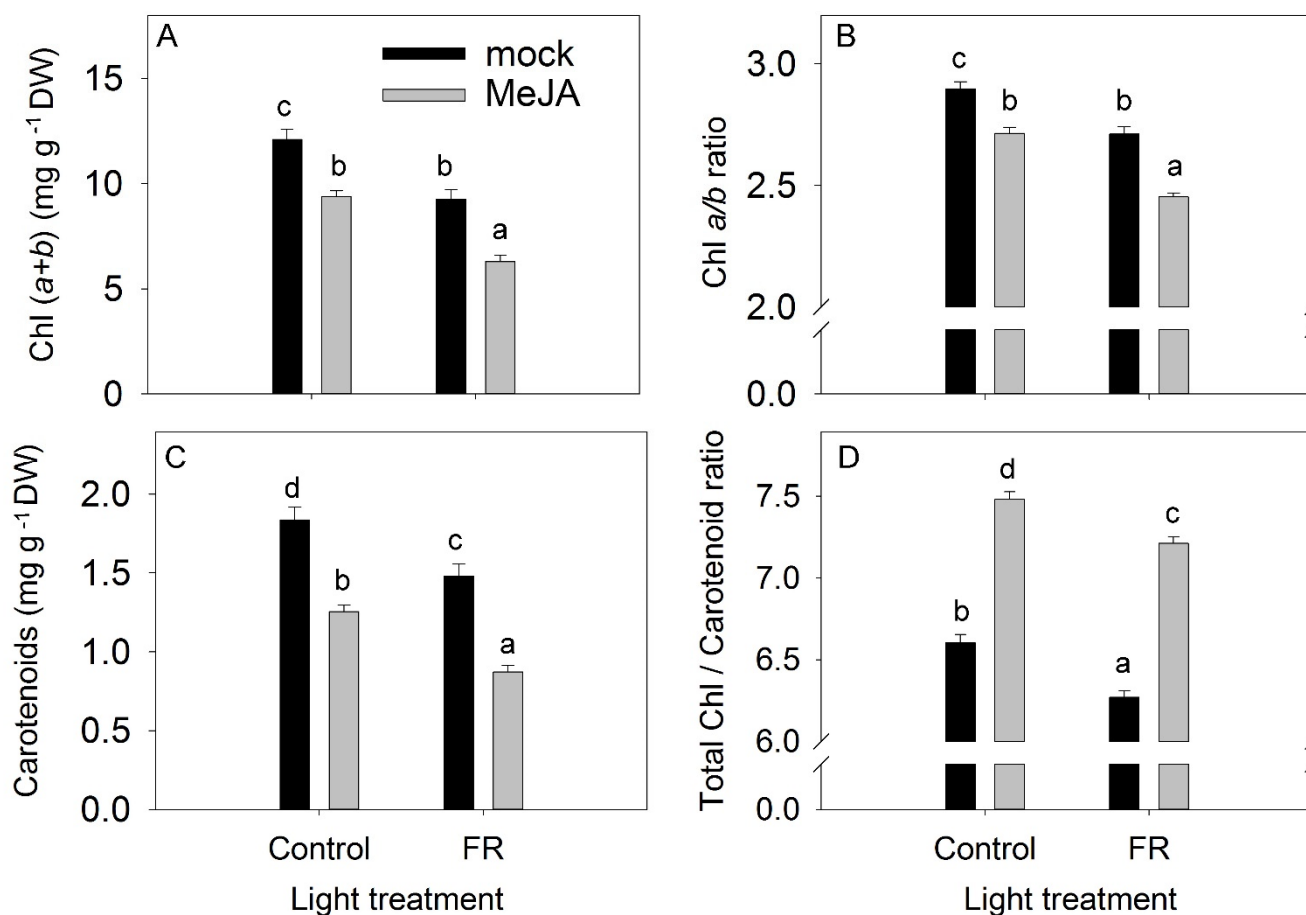 A
mock
MeJA
Chl (a+b) (mg g⁻¹ DW)
15
10
5
0
c
b
b
a
B
Chl a/b ratio
3.0
2.5
2.0
0.0
c
b
b
a
C
Carotenoids (mg g⁻¹ DW)
2.0
1.5
1.0
0.5
0.0
d
b
c
a
Control
FR
Light treatment
D
Total Chl / Carotenoid ratio
7.5
7.0
6.5
6.0
0.0
b
d
a
c
Control
FR
Light treatment